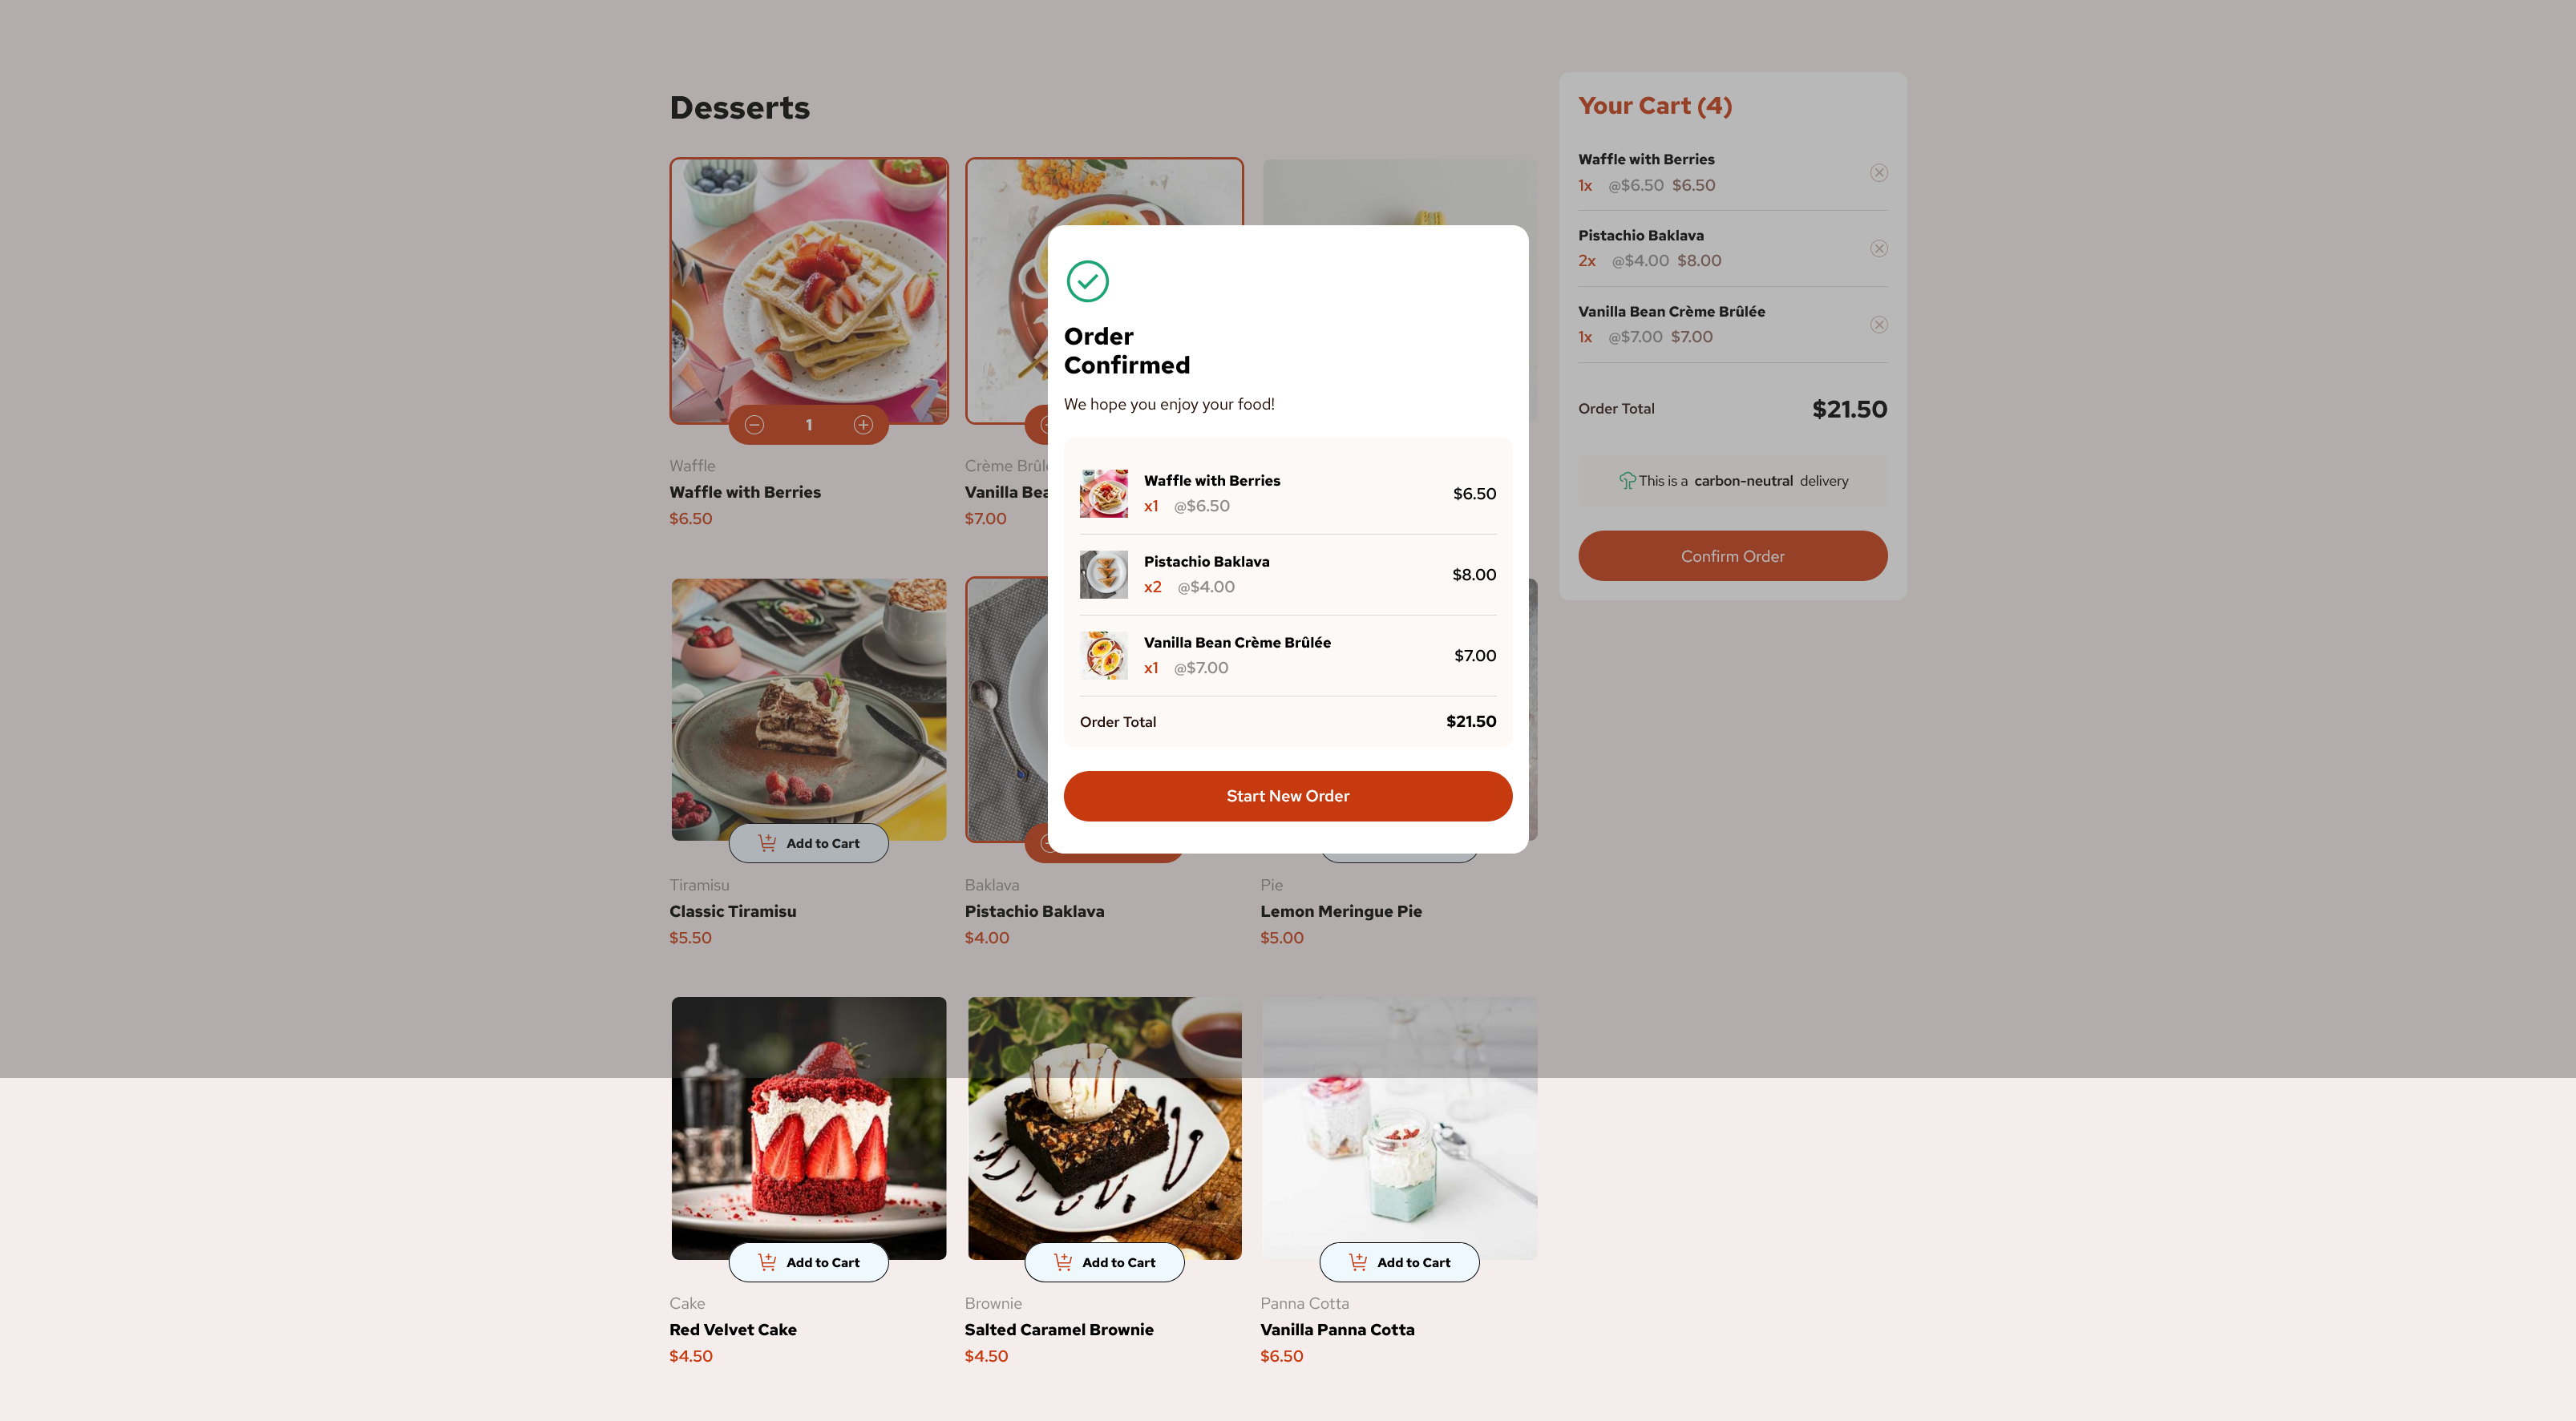 Desserts
Waffle
Waffle with Berries
$6.50
1
Crème Brûl
Vanilla Bea
$7.00
Tiramisu
Classic Tiramisu
$5.50
Add to Cart
Baklava
Pistachio Baklava
$4.00
Pie
Lemon Meringue Pie
$5.00
Add to Cart
Cake
Red Velvet Cake
$4.50
Add to Cart
Brownie
Salted Caramel Brownie
$4.50
Add to Cart
Panna Cotta
Vanilla Panna Cotta
$6.50
Your Cart (4)
Waffle with Berries
1x @$6.50 $6.50
Pistachio Baklava
2x @$4.00 $8.00
Vanilla Bean Crème Brûlée
1x @$7.00 $7.00
Order Total $21.50
This is a carbon-neutral delivery
Confirm Order
Order
Confirmed
We hope you enjoy your food!
Waffle with Berries
x1 @$6.50
$6.50
Pistachio Baklava
x2 @$4.00
$8.00
Vanilla Bean Crème Brûlée
x1 @$7.00
$7.00
Order Total $21.50
Start New Order